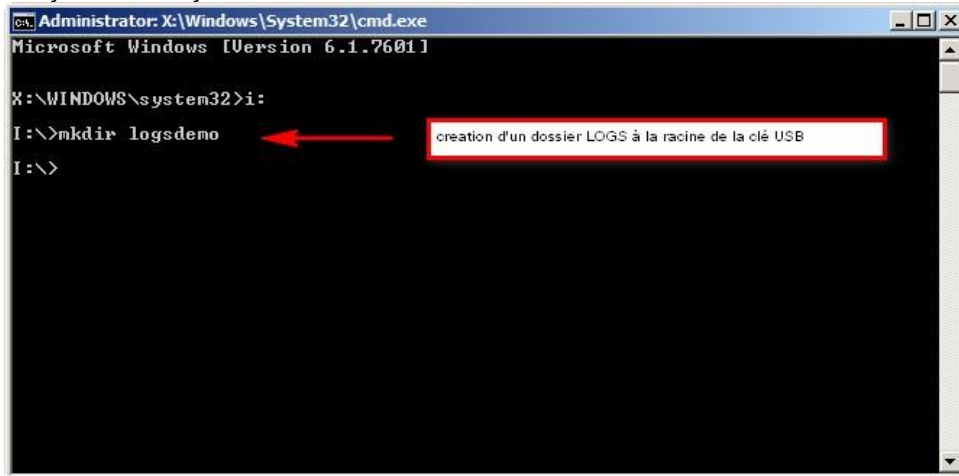 Administrator: X:\Windows\System32\cmd.exe
Microsoft Windows [Version 6.1.7601]
X:\WINDOWS\system32>i:
I:\>mkdir logsdemo
creation d'un dossier LOGS à la racine de la clé USB
I:\>